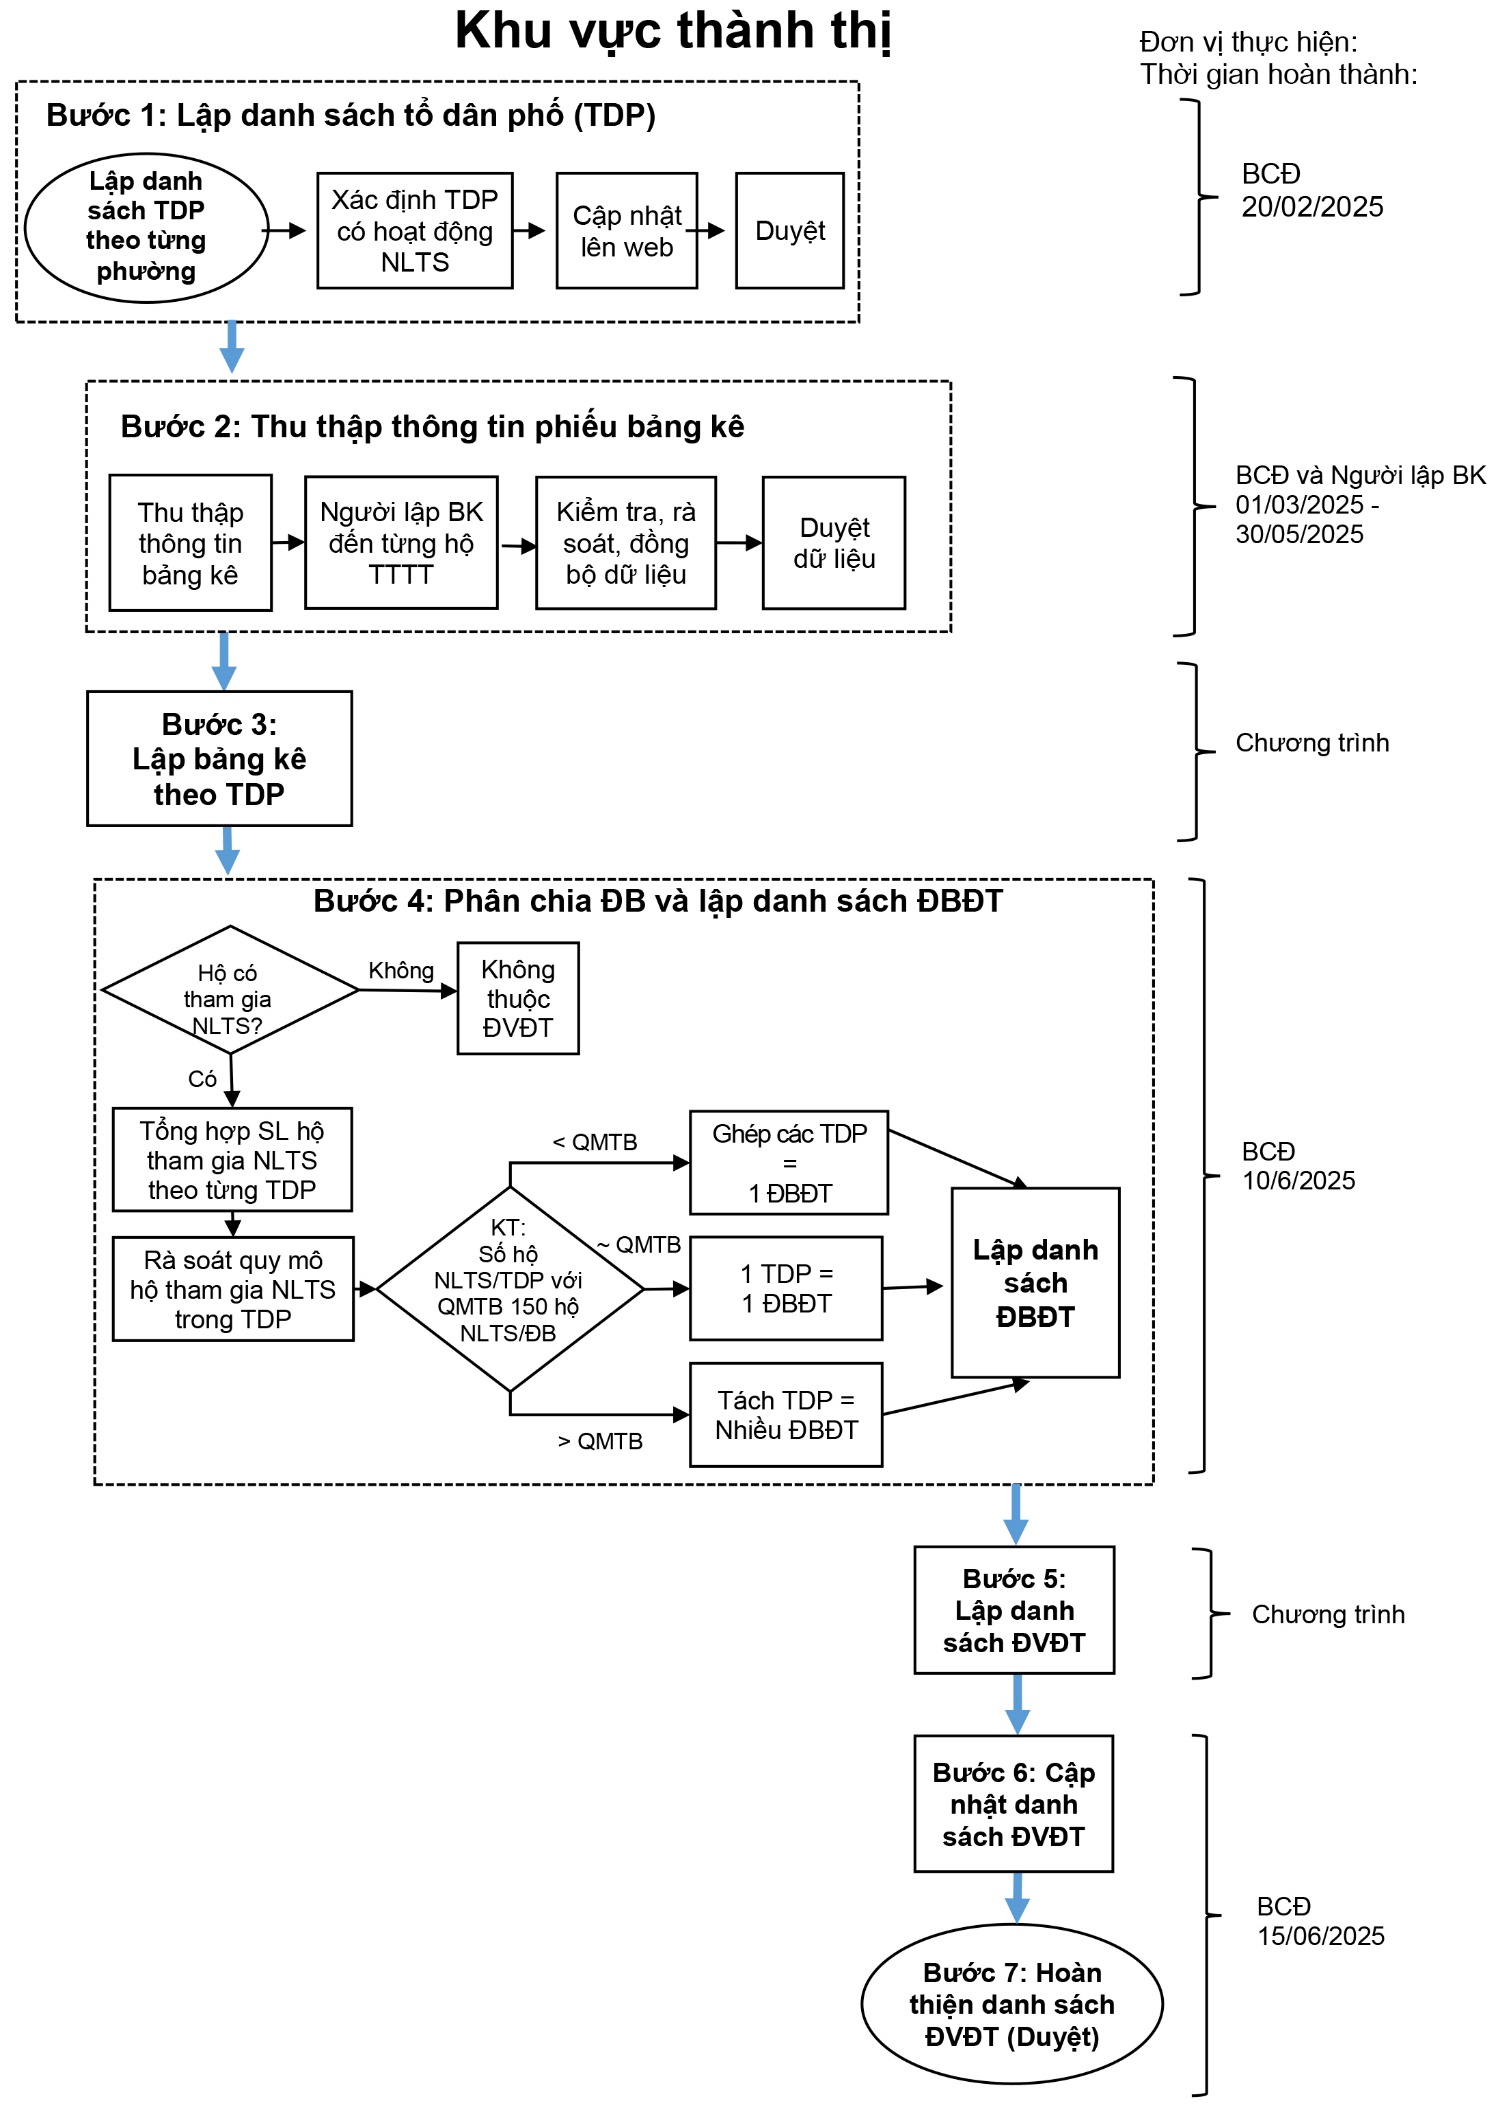 Khu vực thành thị
Đơn vị thực hiện:
Thời gian hoàn thành:
Bước 1: Lập danh sách tổ dân phố (TDP)
Lập danh
sách TDP
theo từng
phường
Xác định TDP
có hoạt động
NLTS
Cập nhật
lên web
Duyệt
BCĐ
20/02/2025
Bước 2: Thu thập thông tin phiếu bảng kê
Thu thập
thông tin
bảng kê
Người lập BK
đến từng hộ
TTTT
Kiểm tra, rà
soát, đồng
bộ dữ liệu
Duyệt
dữ liệu
BCĐ và Người lập BK
01/03/2025 -
30/05/2025
Bước 3:
Lập bảng kê
theo TDP
Chương trình
Bước 4: Phân chia ĐB và lập danh sách ĐBĐT
Hộ có
tham gia
NLTS?
Không
Không
thuộc
ĐVĐT
Có
Tổng hợp SL hộ
tham gia NLTS
theo từng TDP
Rà soát quy mô
hộ tham gia NLTS
trong TDP
KT:
Số hộ
NLTS/TDP với
QMTB 150 hộ
NLTS/ĐB
< QMTB
Ghép các TDP
=
1 ĐBĐT
~ QMTB
1 TDP =
1 ĐBĐT
> QMTB
Tách TDP =
Nhiều ĐBĐT
Lập danh
sách
ĐBĐT
BCĐ
10/6/2025
Bước 5:
Lập danh
sách ĐVĐT
Chương trình
Bước 6: Cập
nhật danh
sách ĐVĐT
Bước 7: Hoàn
thiện danh sách
ĐVĐT (Duyệt)
BCĐ
15/06/2025